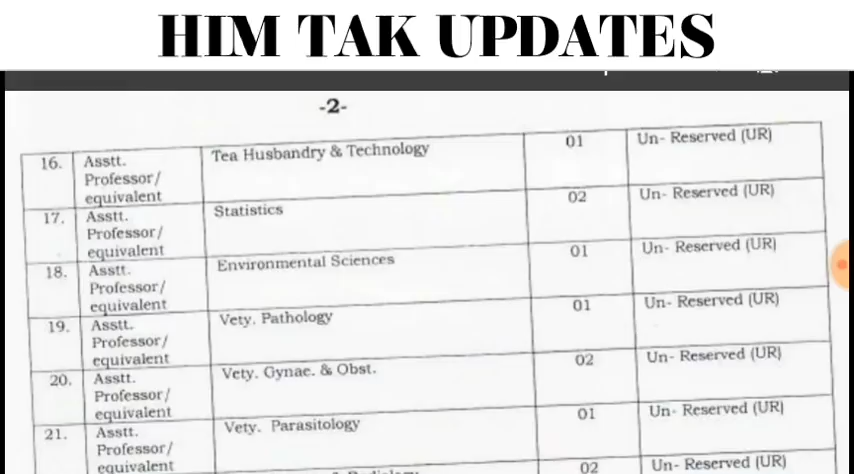 HIM TAK UPDATES
-2-
16. Asstt. Professor/ equivalent Tea Husbandry & Technology 01 Un- Reserved (UR)
17. Asstt. Professor/ equivalent Statistics 02 Un- Reserved (UR)
18. Asstt. Professor/ equivalent Environmental Sciences 01 Un- Reserved (UR)
19. Asstt. Professor/ equivalent Vety. Pathology 01 Un- Reserved (UR)
20. Asstt. Professor/ equivalent Vety. Gynae. & Obst. 02 Un- Reserved (UR)
21. Asstt. Professor/ equivalent Vety. Parasitology 01 Un- Reserved (UR)
& Radiology 02 Un- Reserved (UR)